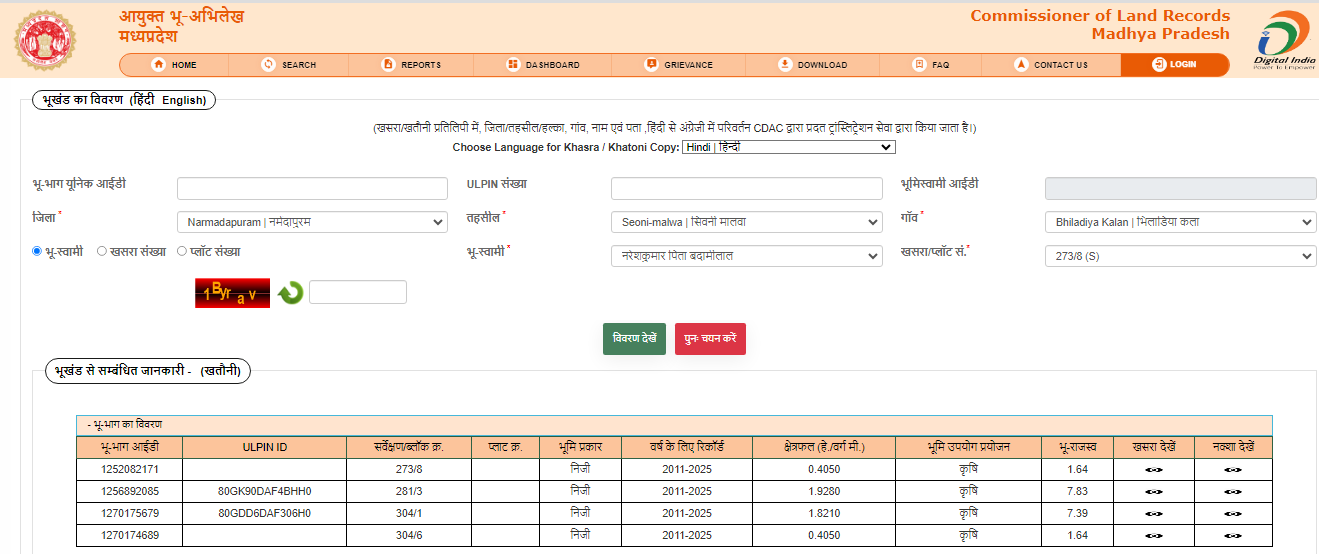 आयुक्त भू-अभिलेख
मध्यप्रदेश
Commissioner of Land Records
Madhya Pradesh
Digital India
Power To Empower
HOME SEARCH REPORTS DASHBOARD GRIEVANCE DOWNLOAD FAQ CONTACT US LOGIN
भूखंड का विवरण (हिंदी English)
(खसरा/खतौनी प्रतिलिपी में, जिला/तहसील/हल्का, गांव, नाम एवं पता ,हिंदी से अंग्रेजी में परिवर्तन CDAC द्वारा प्रदत ट्रांस्लिट्रेशन सेवा द्वारा किया जाता है।)
Choose Language for Khasra / Khatoni Copy: Hindi | हिन्दी
भू-भाग यूनिक आईडी ULPIN संख्या भूमिस्वामी आईडी
जिला * Narmadapuram | नर्मदापुरम तहसील * Seoni-malwa | सिवनी मालवा गाँव * Bhiladiya Kalan | भिलाडिया कला
भू-स्वामी खसरा संख्या प्लॉट संख्या भू-स्वामी * नरेशकुमार पिता बदामीलाल खसरा/प्लॉट सं.* 273/8 (S)
1Byrav
विवरण देखें पुनः चयन करें
भूखंड से सम्बंधित जानकारी - (खतौनी)
- भू-भाग का विवरण
भू-भाग आईडी ULPIN ID सर्वेक्षण/ब्लॉक क्र. प्लाट क्र. भूमि प्रकार वर्ष के लिए रिकॉर्ड क्षेत्रफल (हे./वर्ग मी.) भूमि उपयोग प्रयोजन भू-राजस्व खसरा देखें नक्शा देखें
1252082171 273/8 निजी 2011-2025 0.4050 कृषि 1.64
1256892085 80GK90DAF4BHH0 281/3 निजी 2011-2025 1.9280 कृषि 7.83
1270175679 80GDD6DAF306H0 304/1 निजी 2011-2025 1.8210 कृषि 7.39
1270174689 304/6 निजी 2011-2025 0.4050 कृषि 1.64